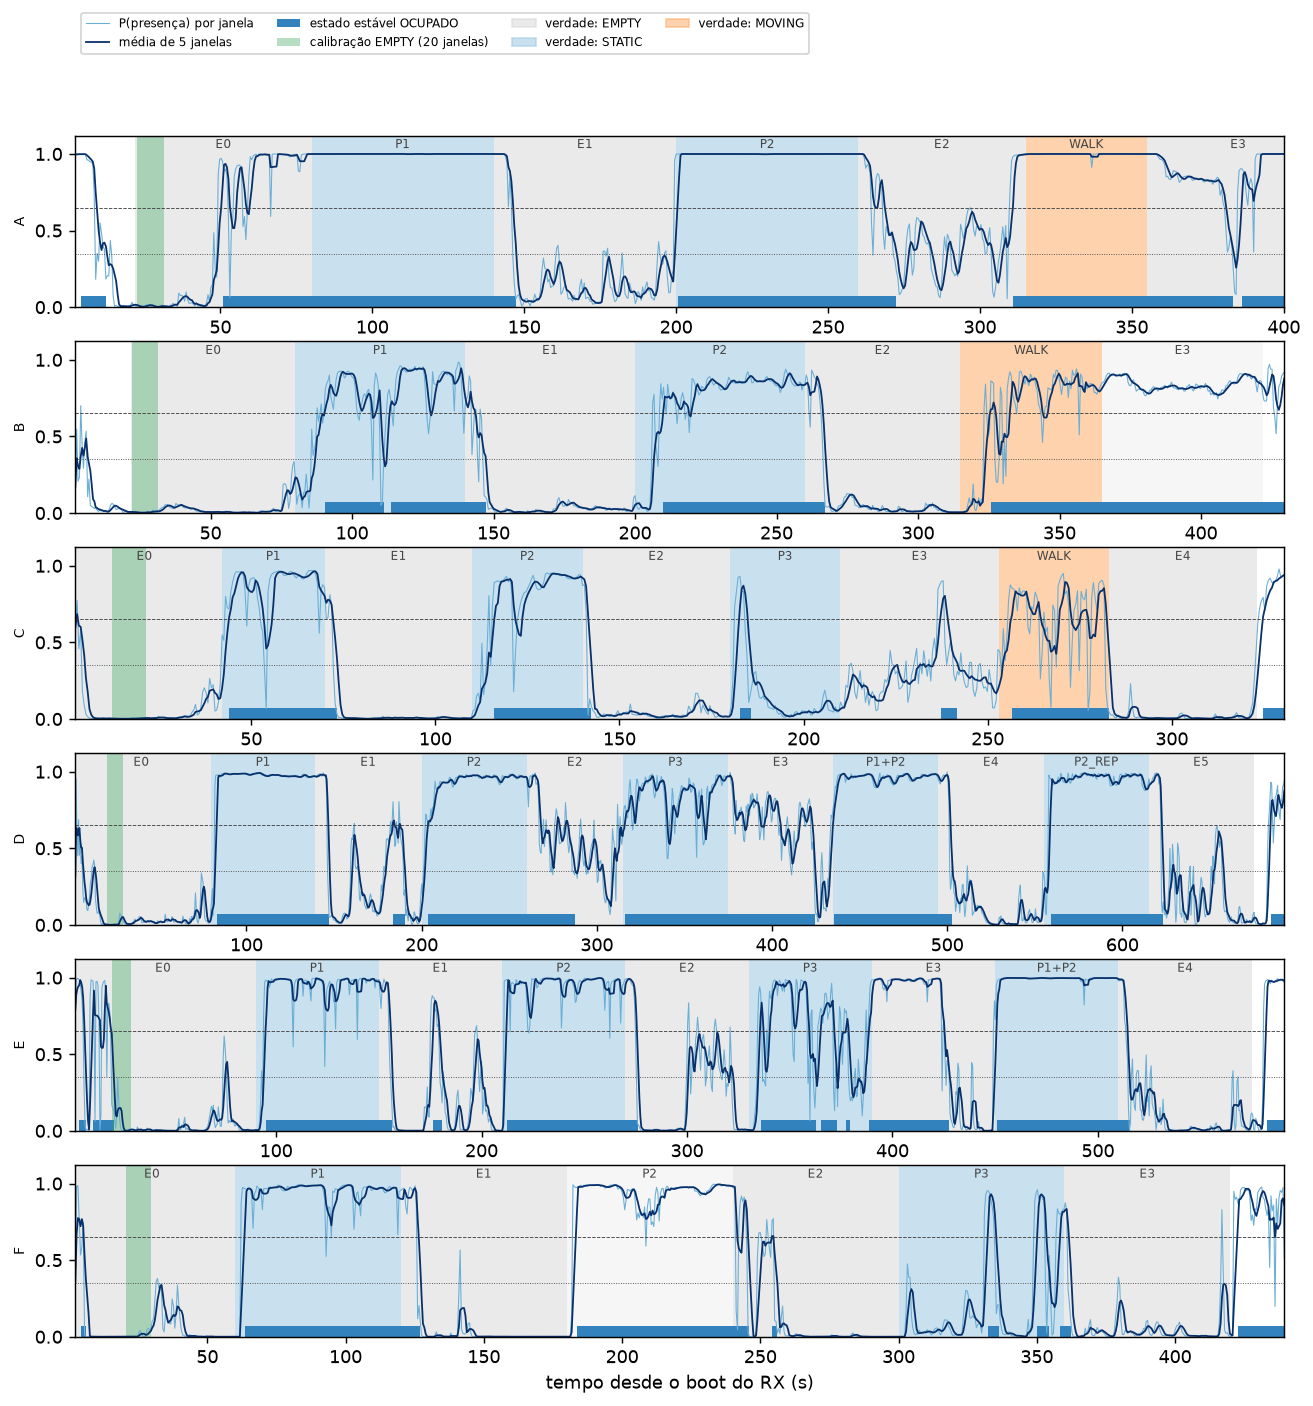 P(presença) por janela
estado estável OCUPADO
verdade: EMPTY
verdade: MOVING
média de 5 janelas
calibração EMPTY (20 janelas)
verdade: STATIC
E0 P1 E1 P2 E2 WALK E3
1.0
0.5
0.0
A
50 100 150 200 250 300 350 400
E0 P1 E1 P2 E2 WALK E3
1.0
0.5
0.0
B
50 100 150 200 250 300 350 400
E0 P1 E1 P2 E2 P3 E3 WALK E4
1.0
0.5
0.0
C
50 100 150 200 250 300
E0 P1 E1 P2 E2 P3 E3 P1+P2 E4 P2_REP E5
1.0
0.5
0.0
D
100 200 300 400 500 600
E0 P1 E1 P2 E2 P3 E3 P1+P2 E4
1.0
0.5
0.0
E
100 200 300 400 500
E0 P1 E1 P2 E2 P3 E3
1.0
0.5
0.0
F
50 100 150 200 250 300 350 400
tempo desde o boot do RX (s)